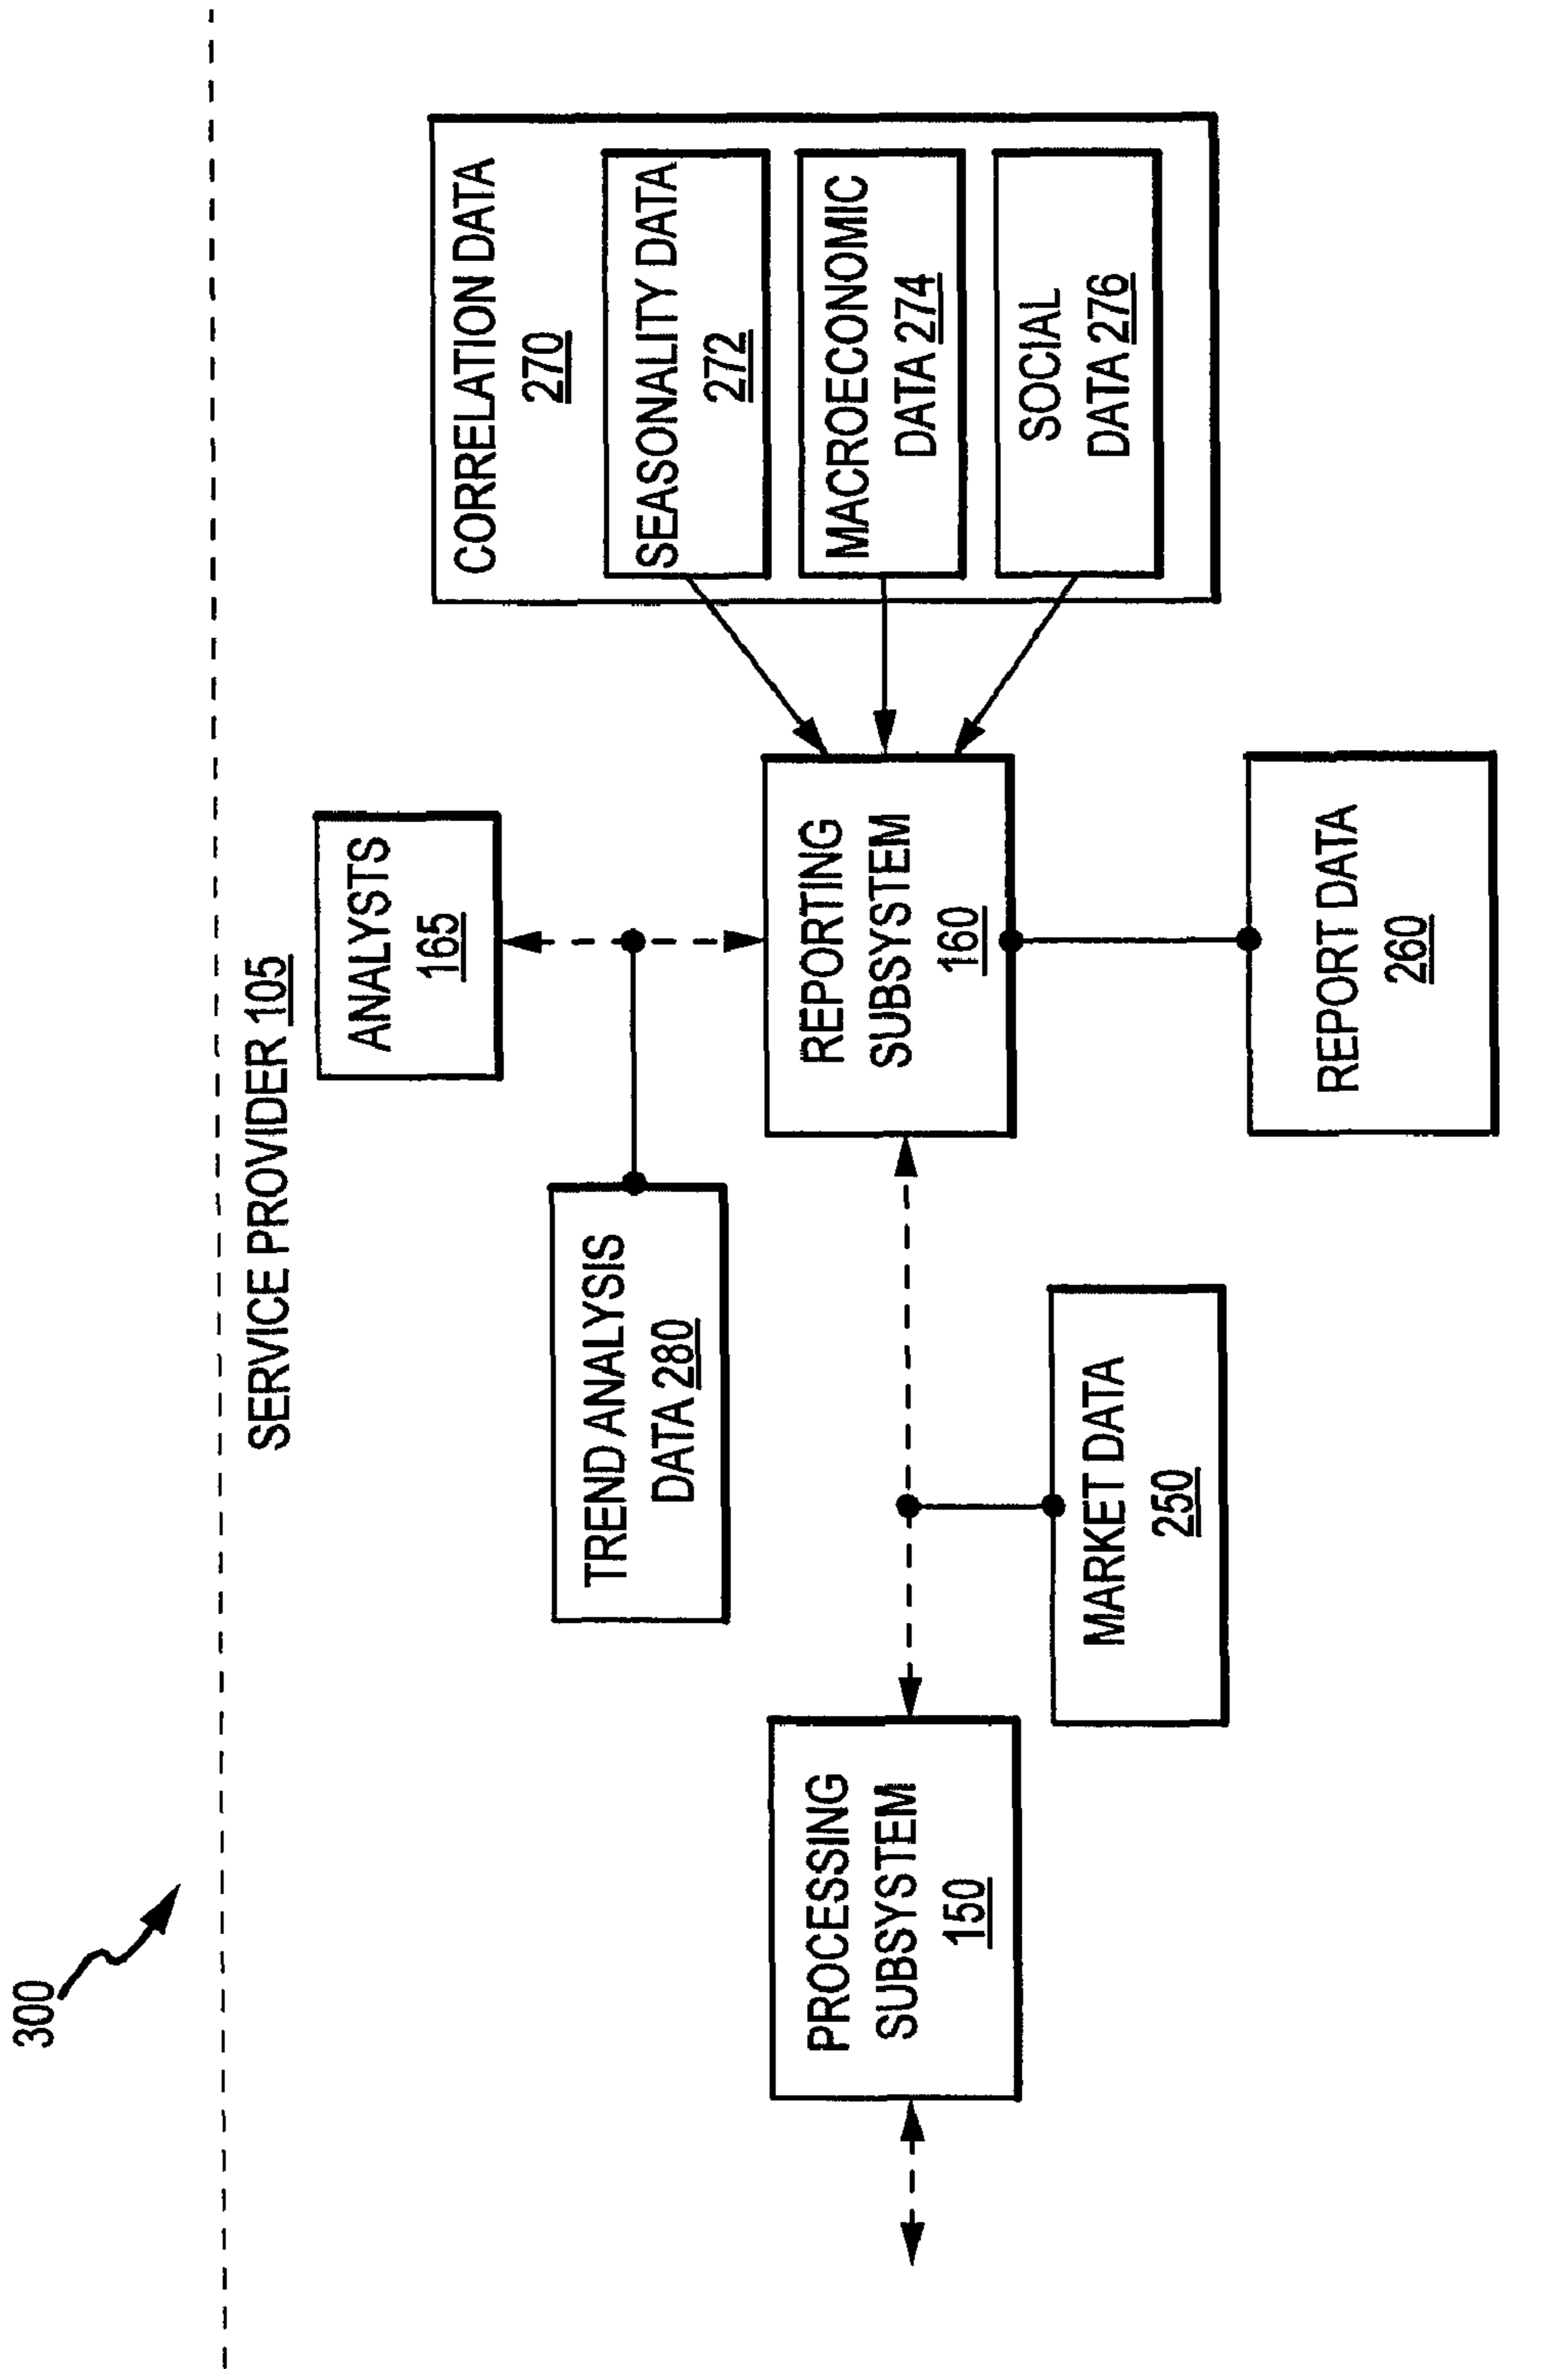 300
SERVICE PROVIDER 105
ANALYSTS
165
TREND ANALYSIS
DATA 280
PROCESSING
SUBSYSTEM
150
REPORTING
SUBSYSTEM
160
CORRELATION DATA
270
SEASONALITY DATA
272
MACROECONOMIC
DATA 274
SOCIAL
DATA 276
MARKET DATA
250
REPORT DATA
260